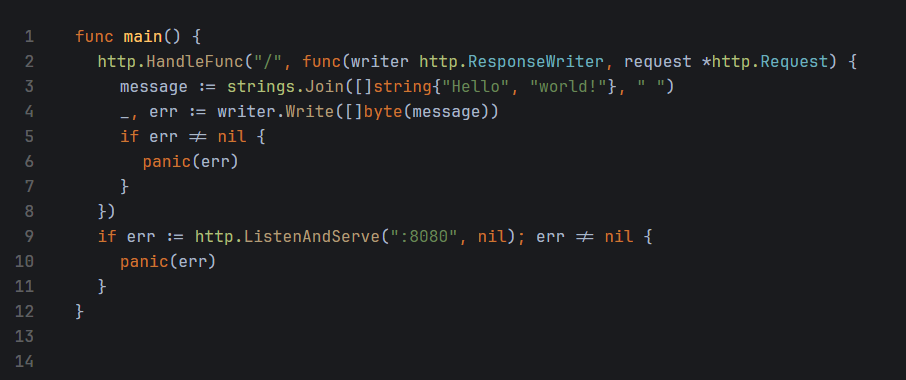 1 func main() {
2 http.HandleFunc("/", func(writer http.ResponseWriter, request *http.Request) {
3 message := strings.Join([]string{"Hello", "world!"}, " ")
4 _, err := writer.Write([]byte(message))
5 if err != nil {
6 panic(err)
7 }
8 })
9 if err := http.ListenAndServe(":8080", nil); err != nil {
10 panic(err)
11 }
12 }
13
14